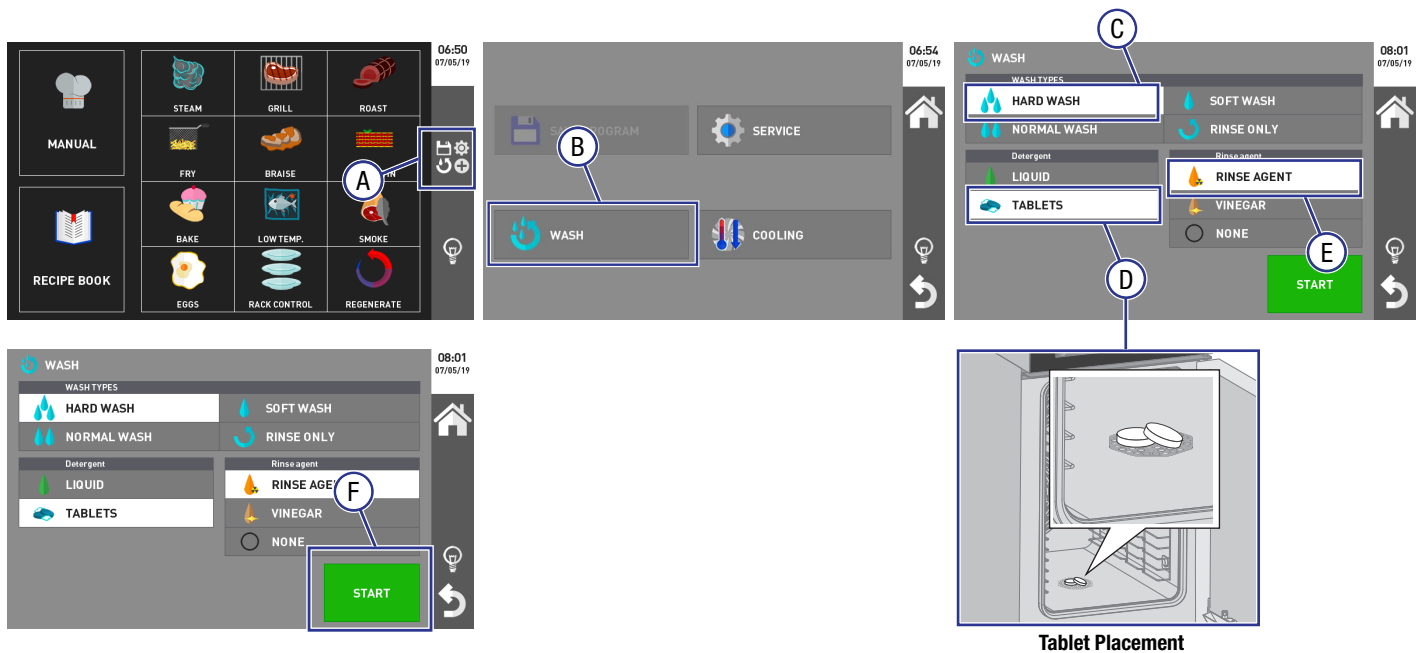 06:50
07/05/19
MANUAL
RECIPE BOOK
STEAM
GRILL
ROAST
FRY
BRAISE
IN
BAKE
LOW TEMP.
SMOKE
EGGS
RACK CONTROL
REGENERATE
A
06:54
07/05/19
PROGRAM
SERVICE
B
WASH
COOLING
C
08:01
07/05/19
WASH
WASH TYPES
HARD WASH
SOFT WASH
NORMAL WASH
RINSE ONLY
Detergent
Rinse agent
LIQUID
RINSE AGENT
TABLETS
VINEGAR
NONE
E
D
START
08:01
07/05/19
WASH
WASH TYPES
HARD WASH
SOFT WASH
NORMAL WASH
RINSE ONLY
Detergent
Rinse agent
LIQUID
RINSE AGE
F
TABLETS
VINEGAR
NONE
START
Tablet Placement